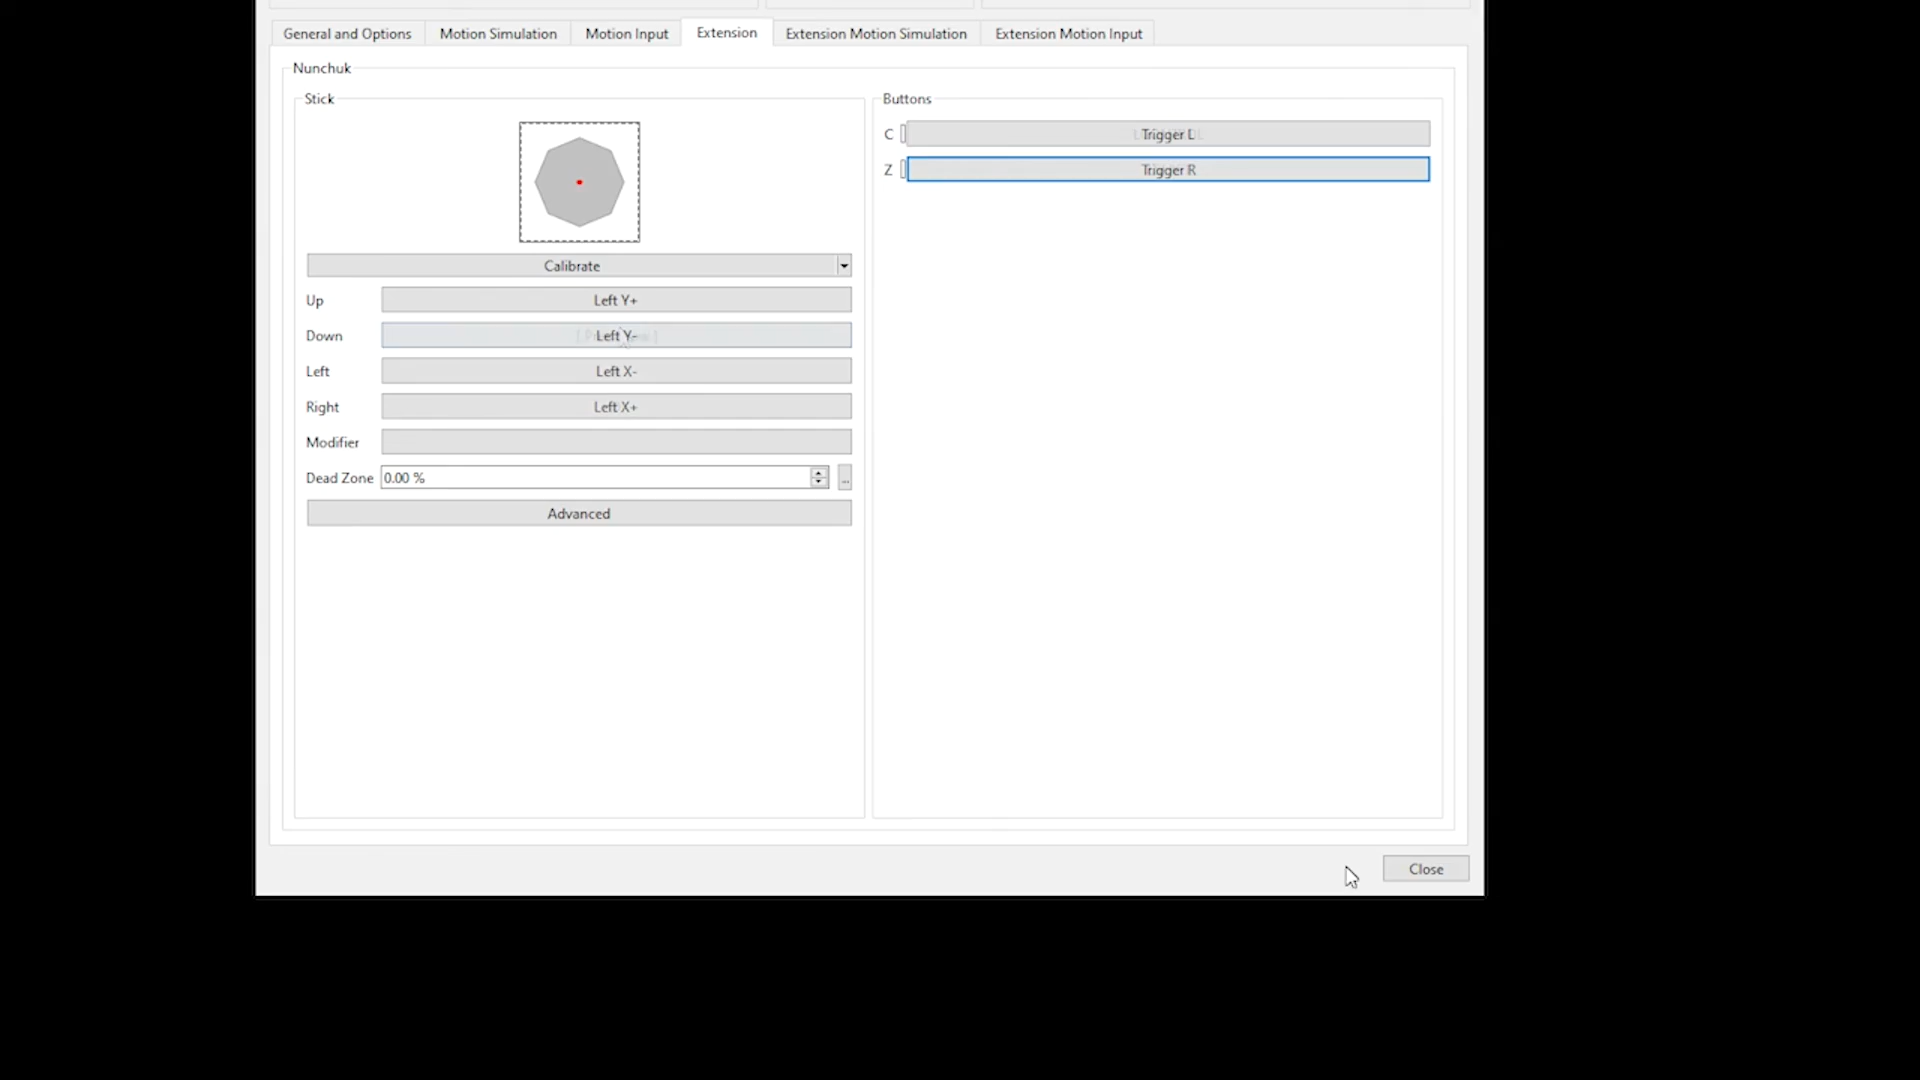 General and Options
Motion Simulation
Motion Input
Extension
Extension Motion Simulation
Extension Motion Input
Nunchuk
Stick
Calibrate
Up
Left Y+
Down
Left Y-
Left
Left X-
Right
Left X+
Modifier
Dead Zone
0.00 %
...
Advanced
Buttons
C
Trigger L
Z
Trigger R
Close